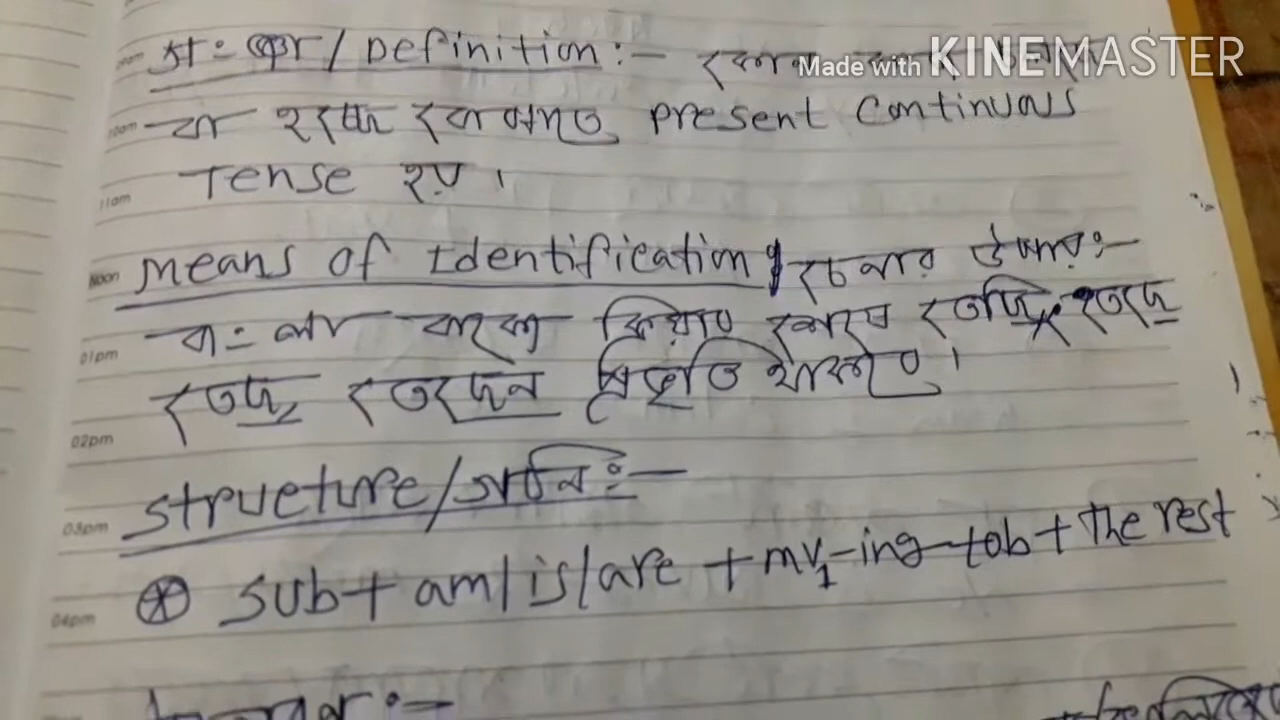 সং জ্ঞা / Definition :-
Made with KINEMASTER
বা হচ্ছে বোঝাতে present continuous
Tense হয় ।
Means of Identification / চেনার উপায়:-
বাংলা বাক্যে ক্রিয়ার শেষে তেছি, তেছে
তেছ, তেছেন প্রভৃতি থাকলে ।
structure/গঠন:-
sub + am/is/are + mv1-ing + ob + The rest